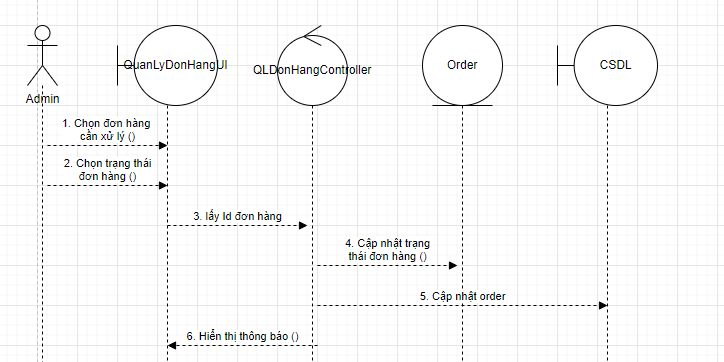 QuanLyDonHangUI
QLDonHangController
Order
CSDL
Admin
1. Chọn đơn hàng
cần xử lý ()
2. Chọn trạng thái
đơn hàng ()
3. lấy Id đơn hàng
4. Cập nhật trạng
thái đơn hàng ()
5. Cập nhật order
6. Hiển thị thông báo ()